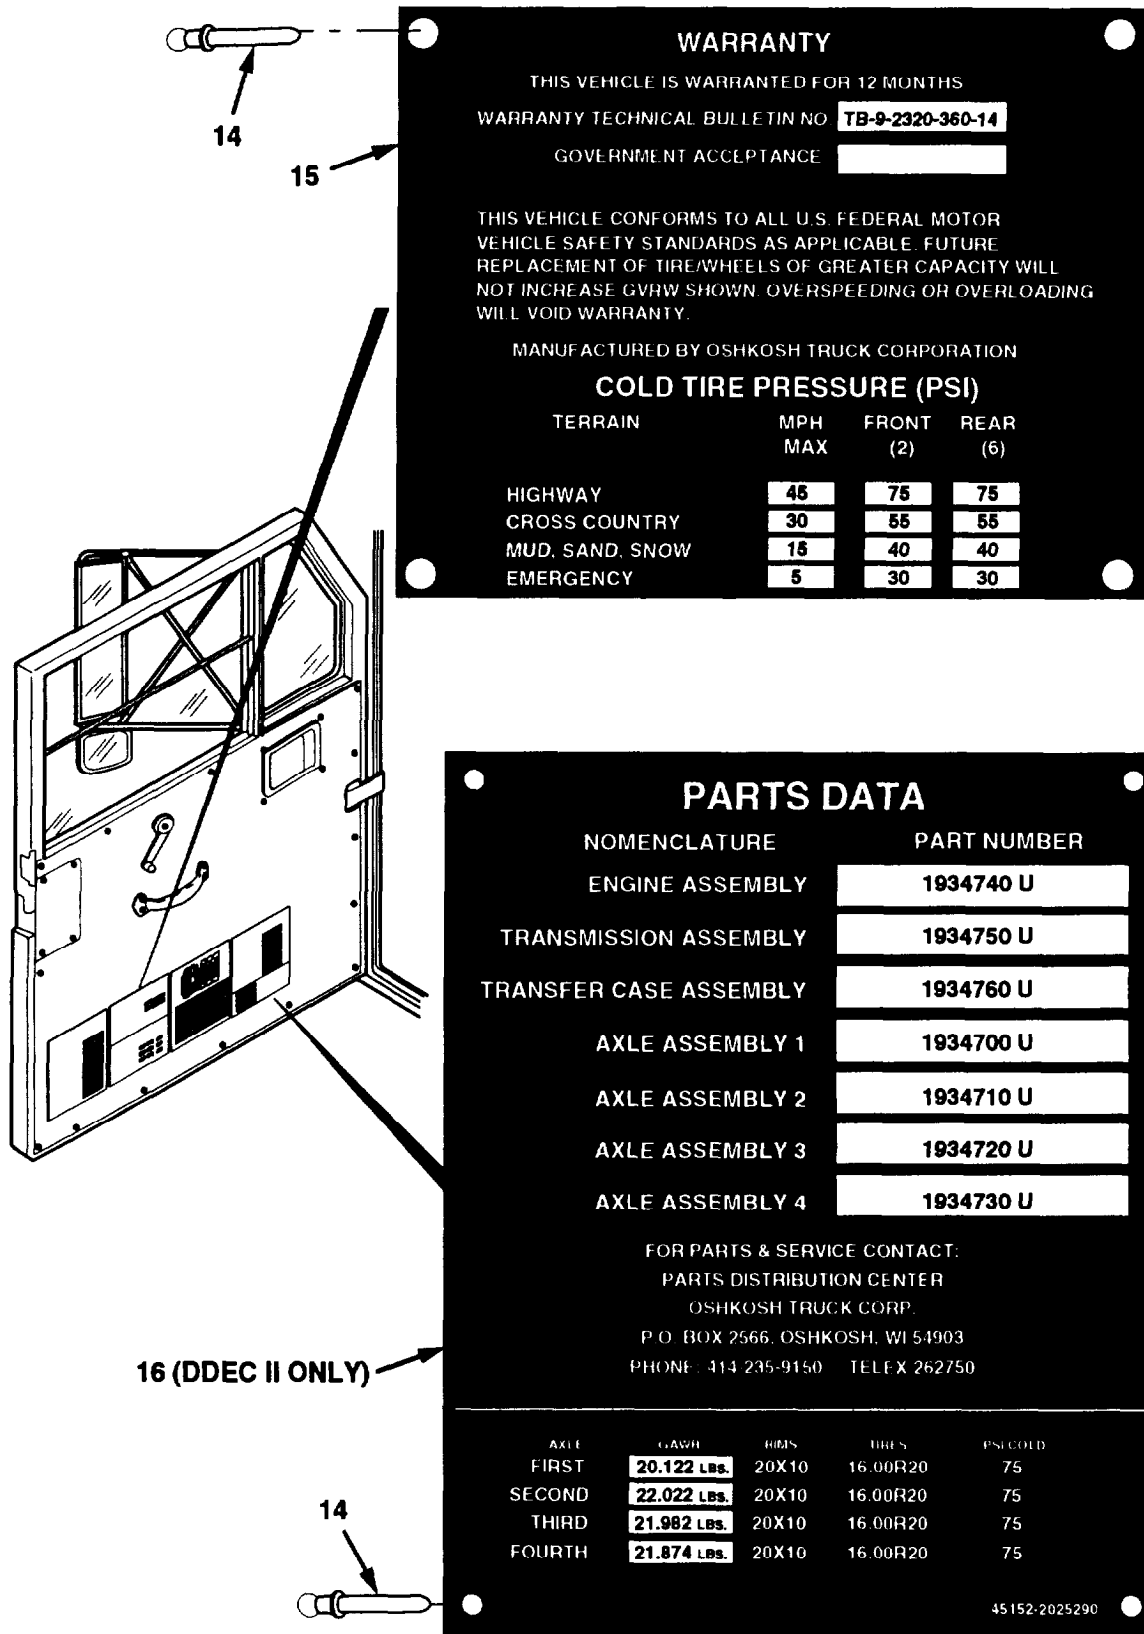 14
15
WARRANTY
THIS VEHICLE IS WARRANTED FOR 12 MONTHS
WARRANTY TECHNICAL BULLETIN NO. TB-9-2320-360-14
GOVERNMENT ACCEPTANCE
THIS VEHICLE CONFORMS TO ALL U.S. FEDERAL MOTOR
VEHICLE SAFETY STANDARDS AS APPLICABLE. FUTURE
REPLACEMENT OF TIRE/WHEELS OF GREATER CAPACITY WILL
NOT INCREASE GVRW SHOWN. OVERSPEEDING OR OVERLOADING
WILL VOID WARRANTY.
MANUFACTURED BY OSHKOSH TRUCK CORPORATION
COLD TIRE PRESSURE (PSI)
TERRAIN MPH FRONT REAR
MAX (2) (6)
HIGHWAY 45 75 75
CROSS COUNTRY 30 55 55
MUD, SAND, SNOW 15 40 40
EMERGENCY 5 30 30
PARTS DATA
NOMENCLATURE PART NUMBER
ENGINE ASSEMBLY 1934740 U
TRANSMISSION ASSEMBLY 1934750 U
TRANSFER CASE ASSEMBLY 1934760 U
AXLE ASSEMBLY 1 1934700 U
AXLE ASSEMBLY 2 1934710 U
AXLE ASSEMBLY 3 1934720 U
AXLE ASSEMBLY 4 1934730 U
FOR PARTS & SERVICE CONTACT:
PARTS DISTRIBUTION CENTER
OSHKOSH TRUCK CORP.
P.O. BOX 2566, OSHKOSH, WI 54903
PHONE: 414 235-9150 TELEX 262750
16 (DDEC II ONLY)
AXLE GAWR RIMS TIRES PSI COLD
FIRST 20.122 LBS. 20X10 16.00R20 75
SECOND 22.022 LBS. 20X10 16.00R20 75
THIRD 21.982 LBS. 20X10 16.00R20 75
FOURTH 21.874 LBS. 20X10 16.00R20 75
14
45152-2025290